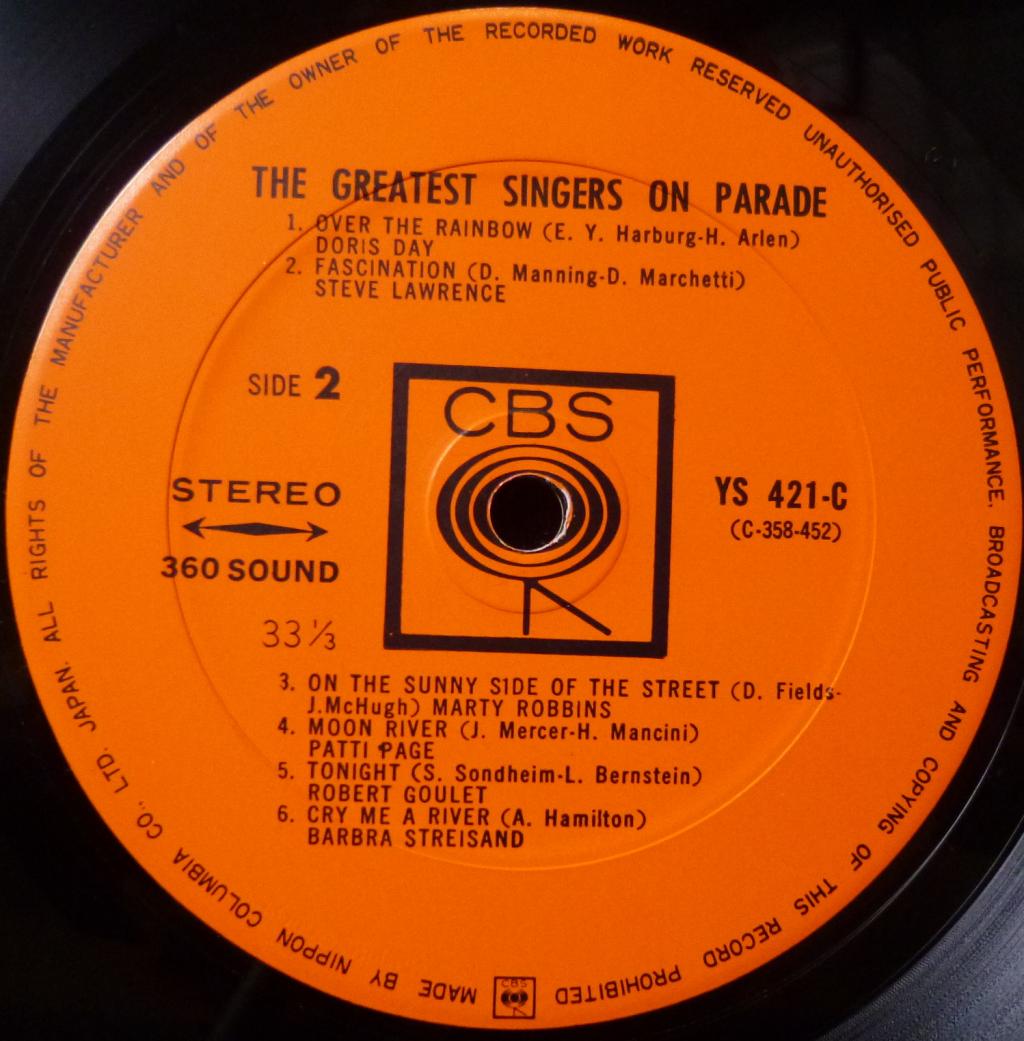 THE GREATEST SINGERS ON PARADE
1. OVER THE RAINBOW (E. Y. Harburg-H. Arlen)
DORIS DAY
2. FASCINATION (D. Manning-D. Marchetti)
STEVE LAWRENCE
SIDE 2
CBS
STEREO
360 SOUND
33 ⅓
YS 421-C
(C-358-452)
3. ON THE SUNNY SIDE OF THE STREET (D. Fields-
J.McHugh) MARTY ROBBINS
4. MOON RIVER (J. Mercer-H. Mancini)
PATTI PAGE
5. TONIGHT (S. Sondheim-L. Bernstein)
ROBERT GOULET
6. CRY ME A RIVER (A. Hamilton)
BARBRA STREISAND
MADE BY NIPPON COLUMBIA CO., LTD. JAPAN. ALL RIGHTS OF THE MANUFACTURER AND OF THE OWNER OF THE RECORDED WORK RESERVED UNAUTHORISED PUBLIC PERFORMANCE, BROADCASTING AND COPYING OF THIS RECORD PROHIBITED
CBS